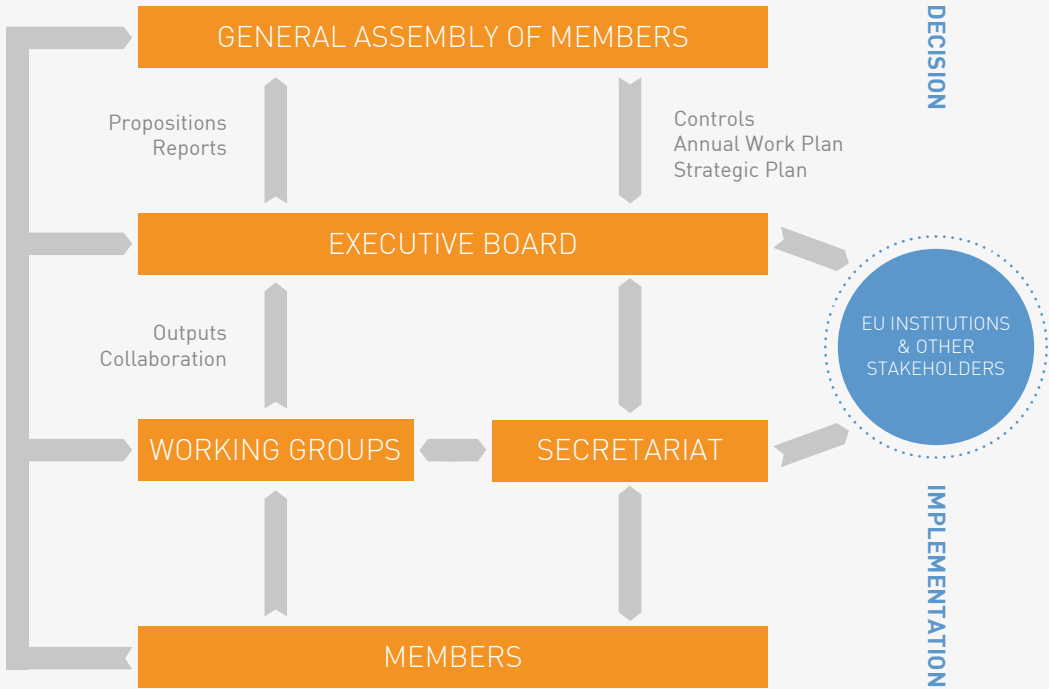 GENERAL ASSEMBLY OF MEMBERS
DECISION
Propositions
Reports
Controls
Annual Work Plan
Strategic Plan
EXECUTIVE BOARD
Outputs
Collaboration
EU INSTITUTIONS
& OTHER
STAKEHOLDERS
WORKING GROUPS
SECRETARIAT
IMPLEMENTATION
MEMBERS